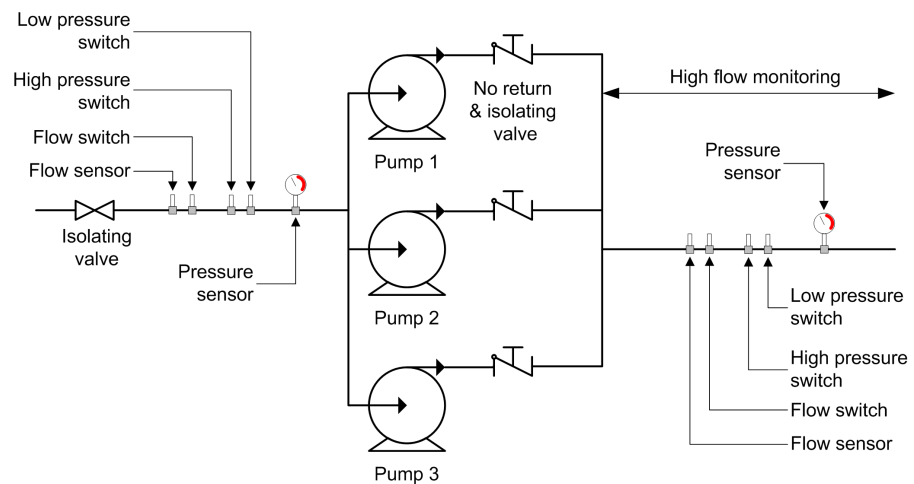 Low pressure
switch
High pressure
switch
Flow switch
Flow sensor
Isolating
valve
Pressure
sensor
Pump 1
No return
& isolating
valve
Pump 2
Pump 3
High flow monitoring
Pressure
sensor
Low pressure
switch
High pressure
switch
Flow switch
Flow sensor